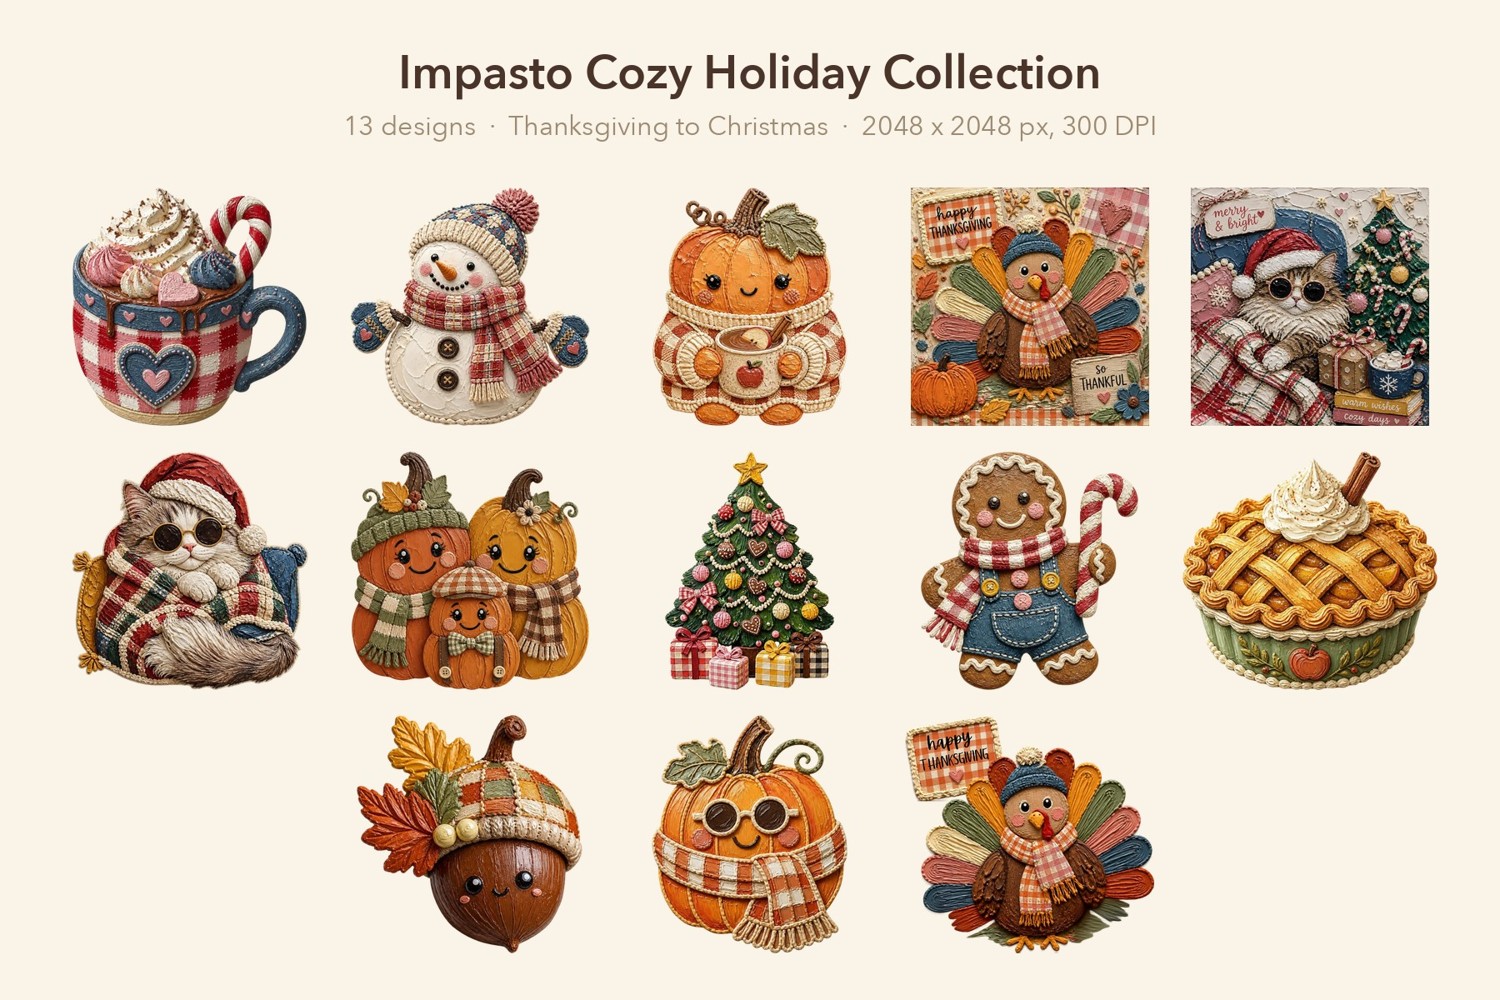 Impasto Cozy Holiday Collection
13 designs · Thanksgiving to Christmas · 2048 x 2048 px, 300 DPI
happy
THANKSGIVING
So
THANKFUL
merry
& bright
warm wishes
cozy days
happy
THANKSGIVING